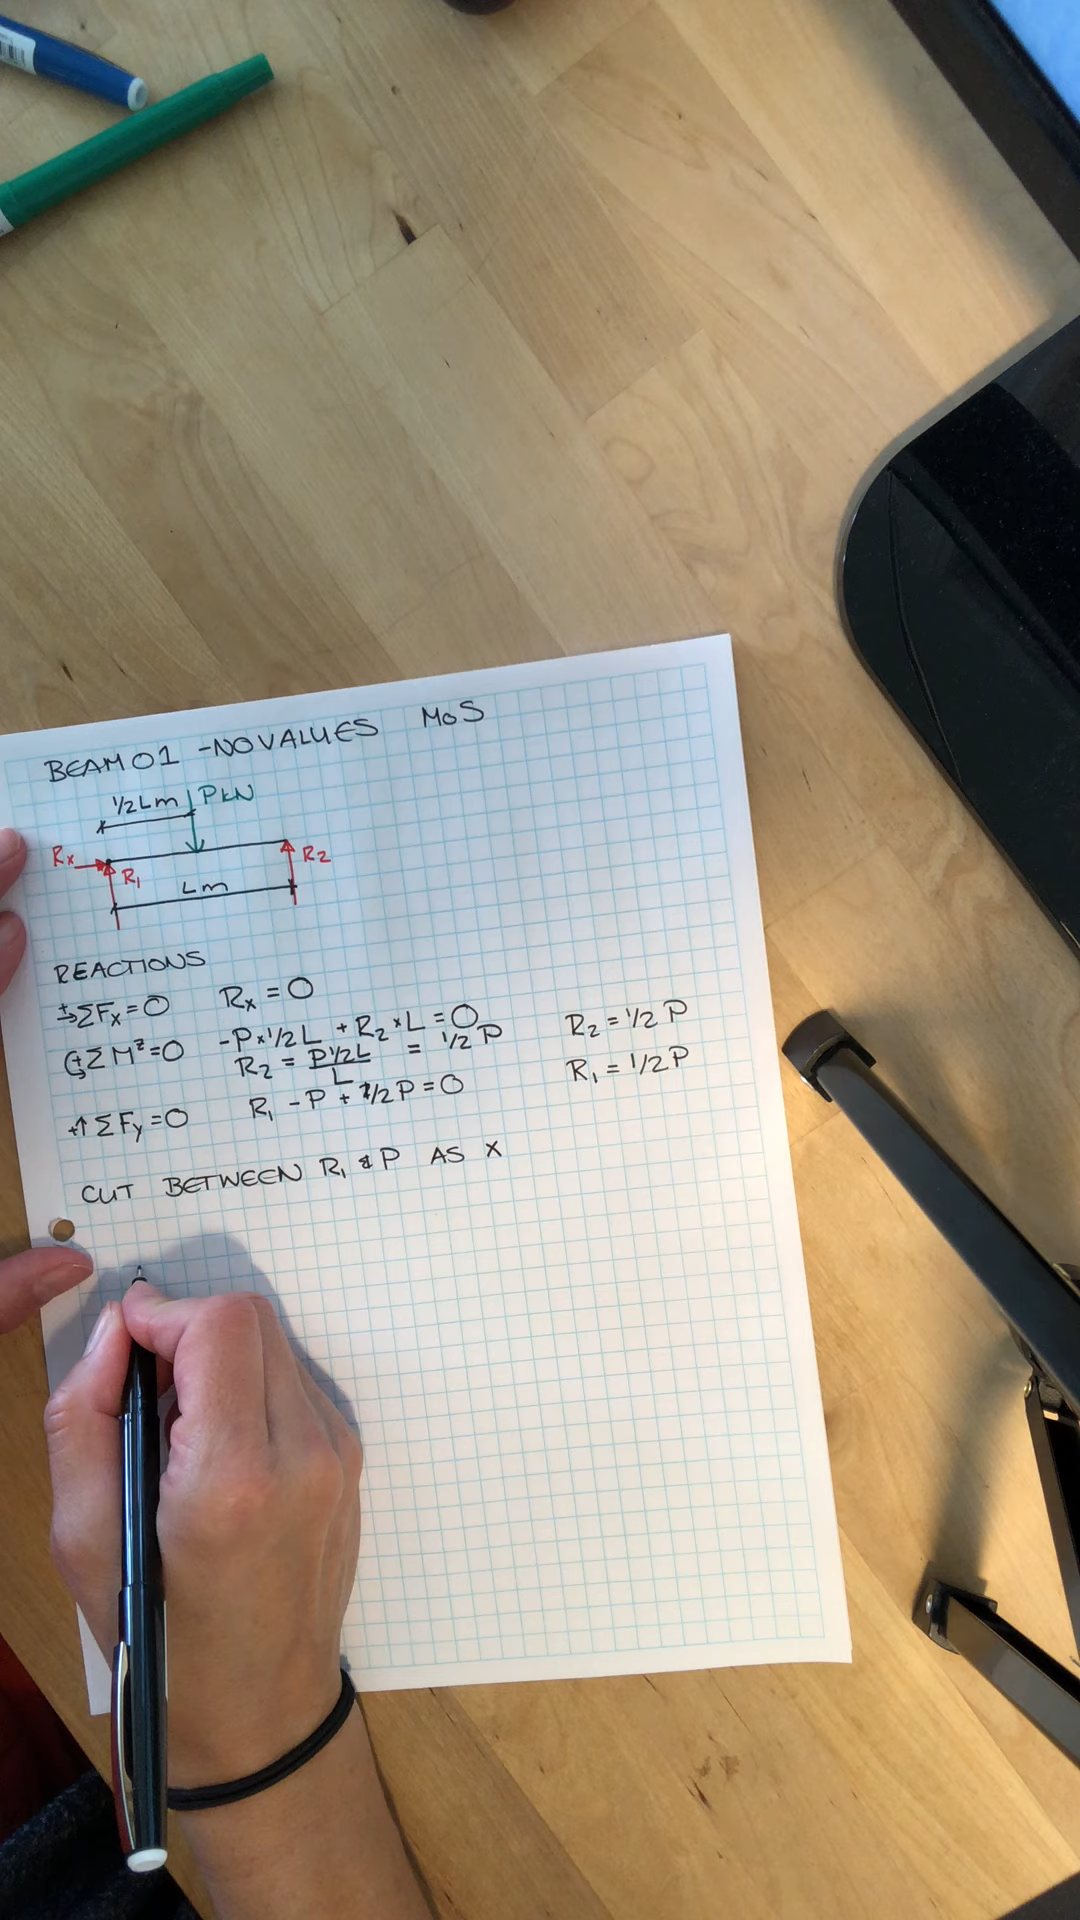 BEAM 01 - NO VALUES MoS
1/2 Lm
P kN
Rx
R1
R2
Lm
REACTIONS
+→ ΣFx = 0 Rx = 0
↺+ ΣM^z = 0 -P × 1/2 L + R2 × L = 0
R2 = P 1/2 L / L = 1/2 P R2 = 1/2 P
+↑ ΣFy = 0 R1 - P + 1/2 P = 0 R1 = 1/2 P
CUT BETWEEN R1 & P AS X